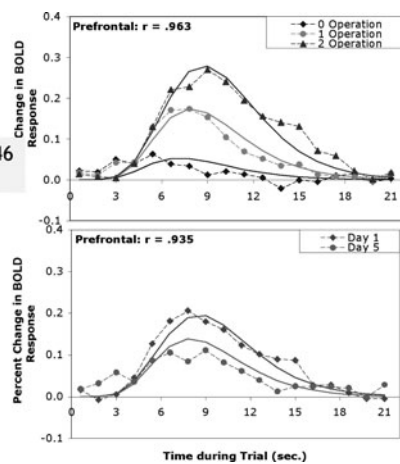 Prefrontal: r = .963
0 Operation
1 Operation
2 Operation
Change in BOLD
Response
46
0.4
0.3
0.2
0.1
0.0
-0.1
0 3 6 9 12 15 18 21
Prefrontal: r = .935
Day 1
Day 5
Percent Change in BOLD
Response
0.4
0.3
0.2
0.1
0.0
-0.1
0 3 6 9 12 15 18 21
Time during Trial (sec.)